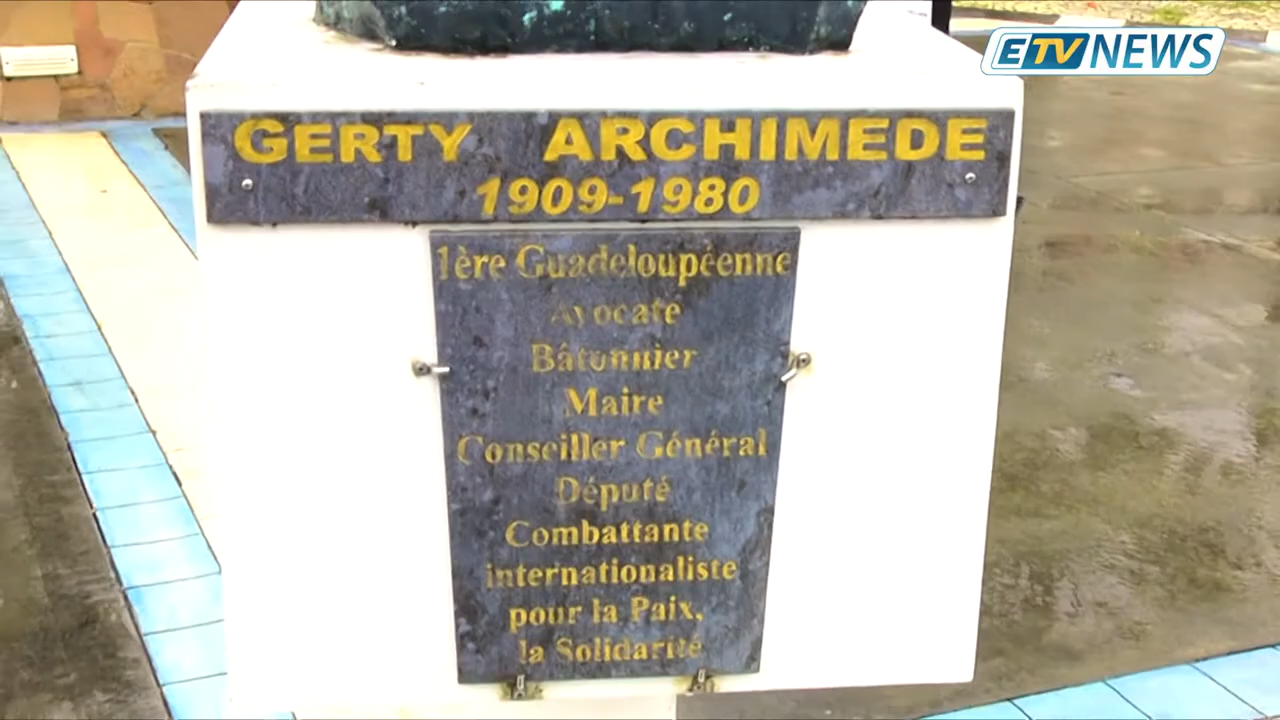 ETV NEWS
GERTY ARCHIMEDE
1909-1980
1ère Guadeloupéenne
Avocate
Bâtonnier
Maire
Conseiller Général
Député
Combattante
internationaliste
pour la Paix,
la Solidarité